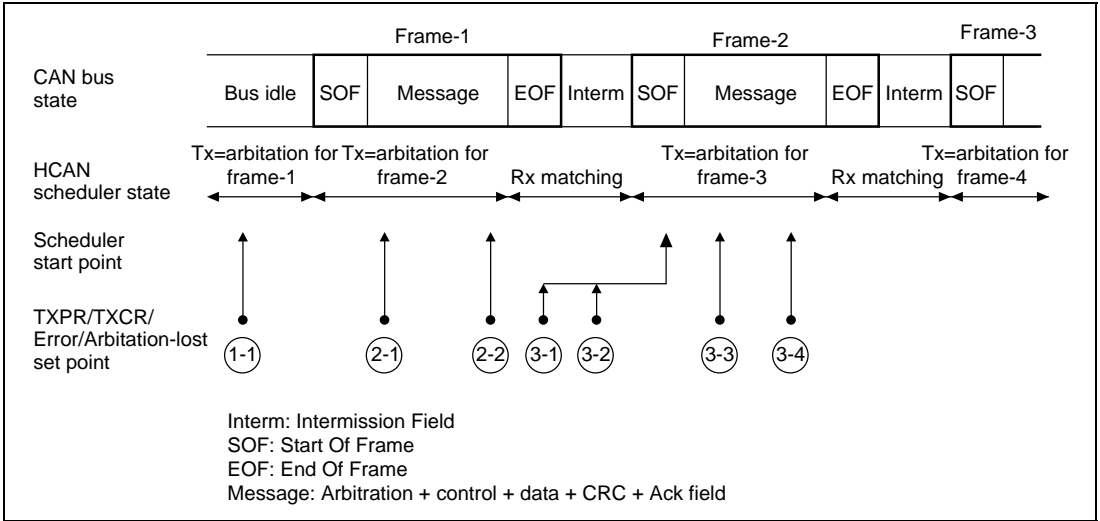 Frame-1
Frame-2
Frame-3
CAN bus
state
Bus idle
SOF
Message
EOF
Interm
SOF
Message
EOF
Interm
SOF
HCAN
scheduler state
Tx=arbitation for
frame-1
Tx=arbitation for
frame-2
Rx matching
Tx=arbitation for
frame-3
Rx matching
Tx=arbitation for
frame-4
Scheduler
start point
TXPR/TXCR/
Error/Arbitation-lost
set point
1-1
2-1
2-2
3-1
3-2
3-3
3-4
Interm: Intermission Field
SOF: Start Of Frame
EOF: End Of Frame
Message: Arbitration + control + data + CRC + Ack field